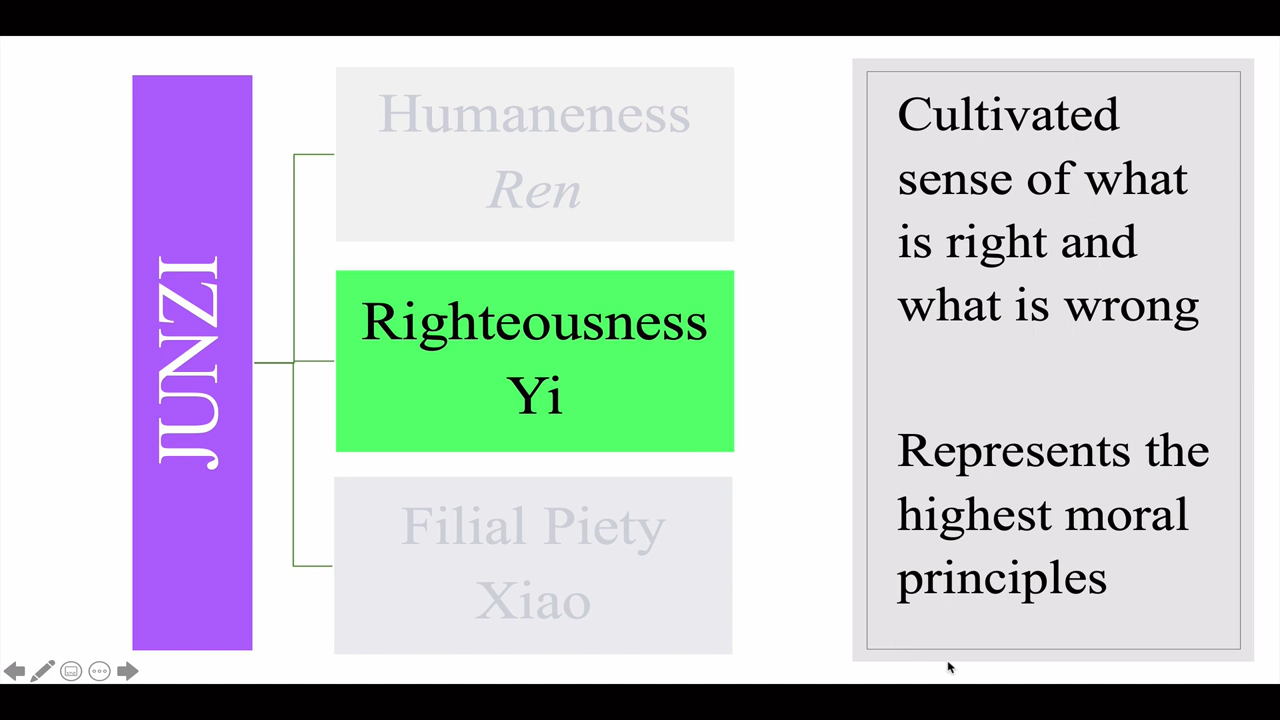 JUNZI
Humaneness
Ren
Righteousness
Yi
Filial Piety
Xiao
Cultivated
sense of what
is right and
what is wrong
Represents the
highest moral
principles